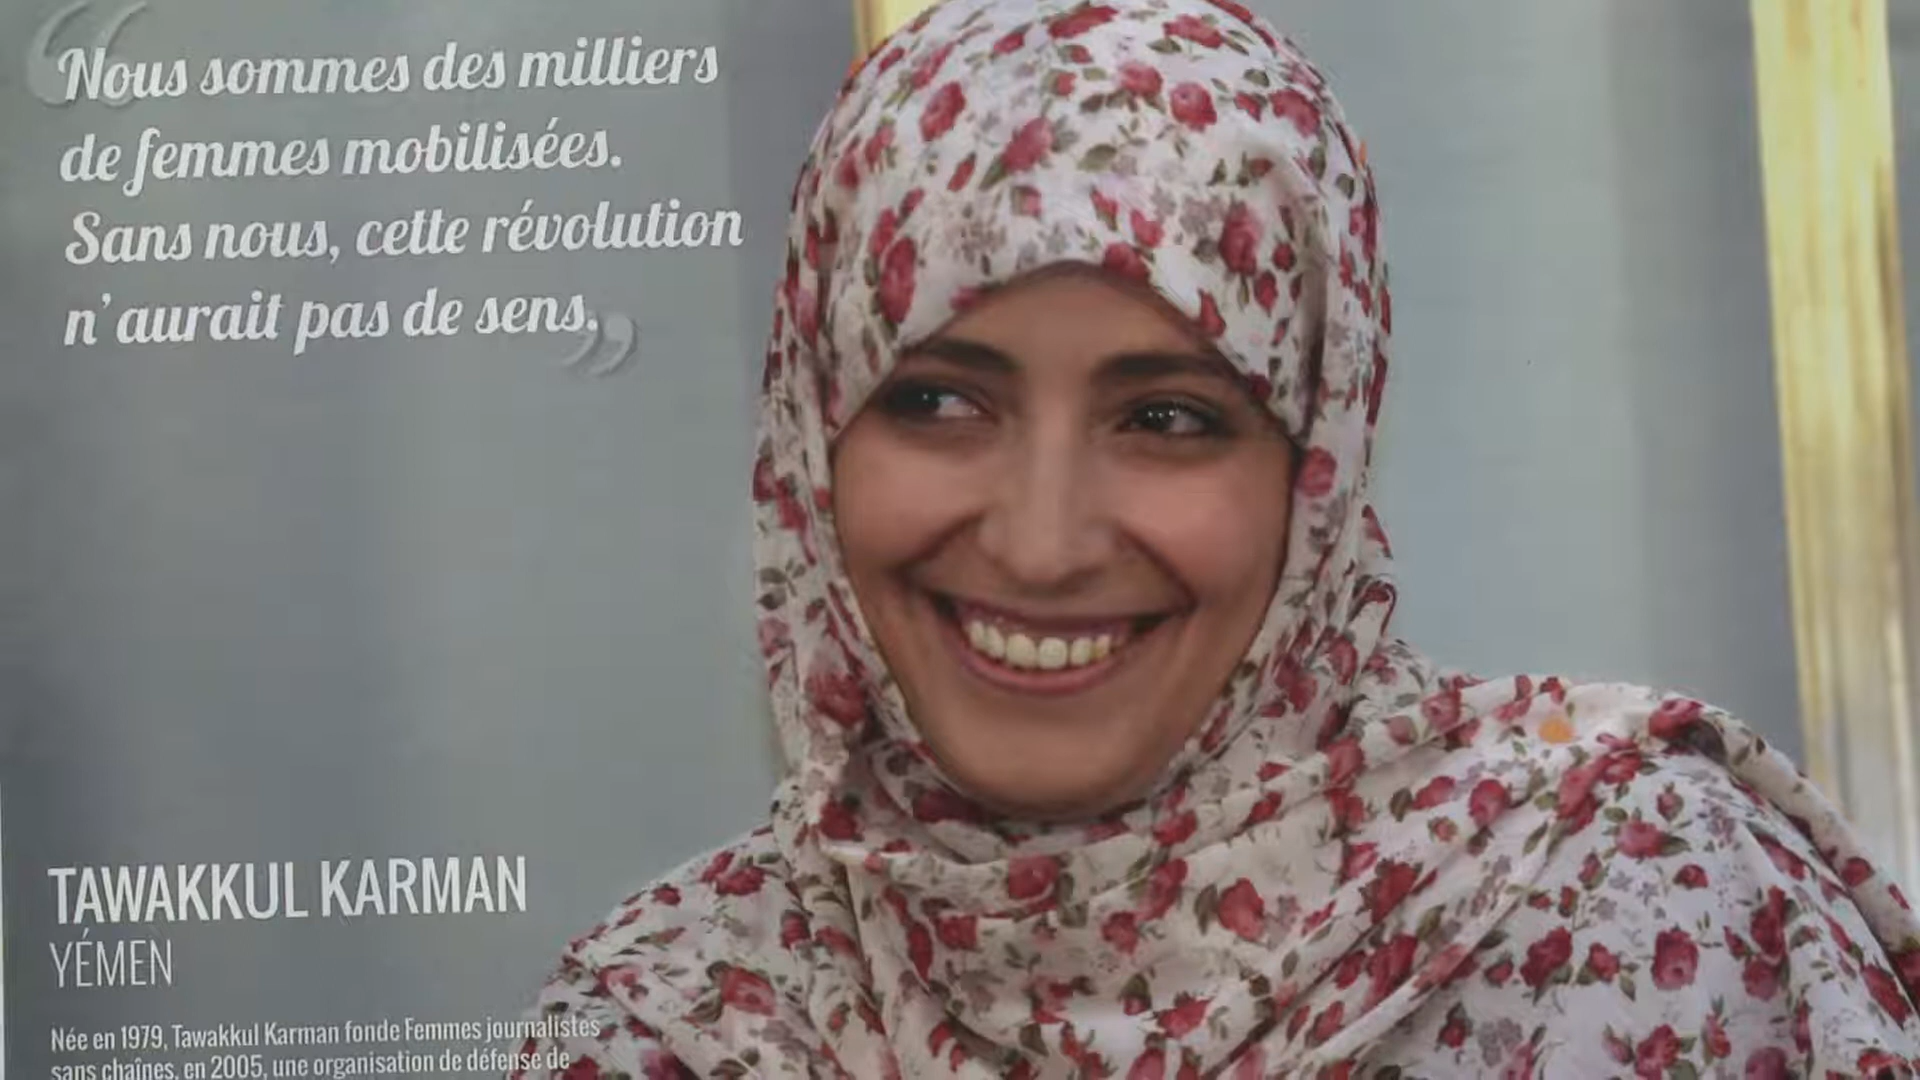 Nous sommes des milliers
de femmes mobilisées.
Sans nous, cette révolution
n'aurait pas de sens.
TAWAKKUL KARMAN
YÉMEN
Née en 1979, Tawakkul Karman fonde Femmes journalistes
sans chaînes, en 2005, une organisation de défense de